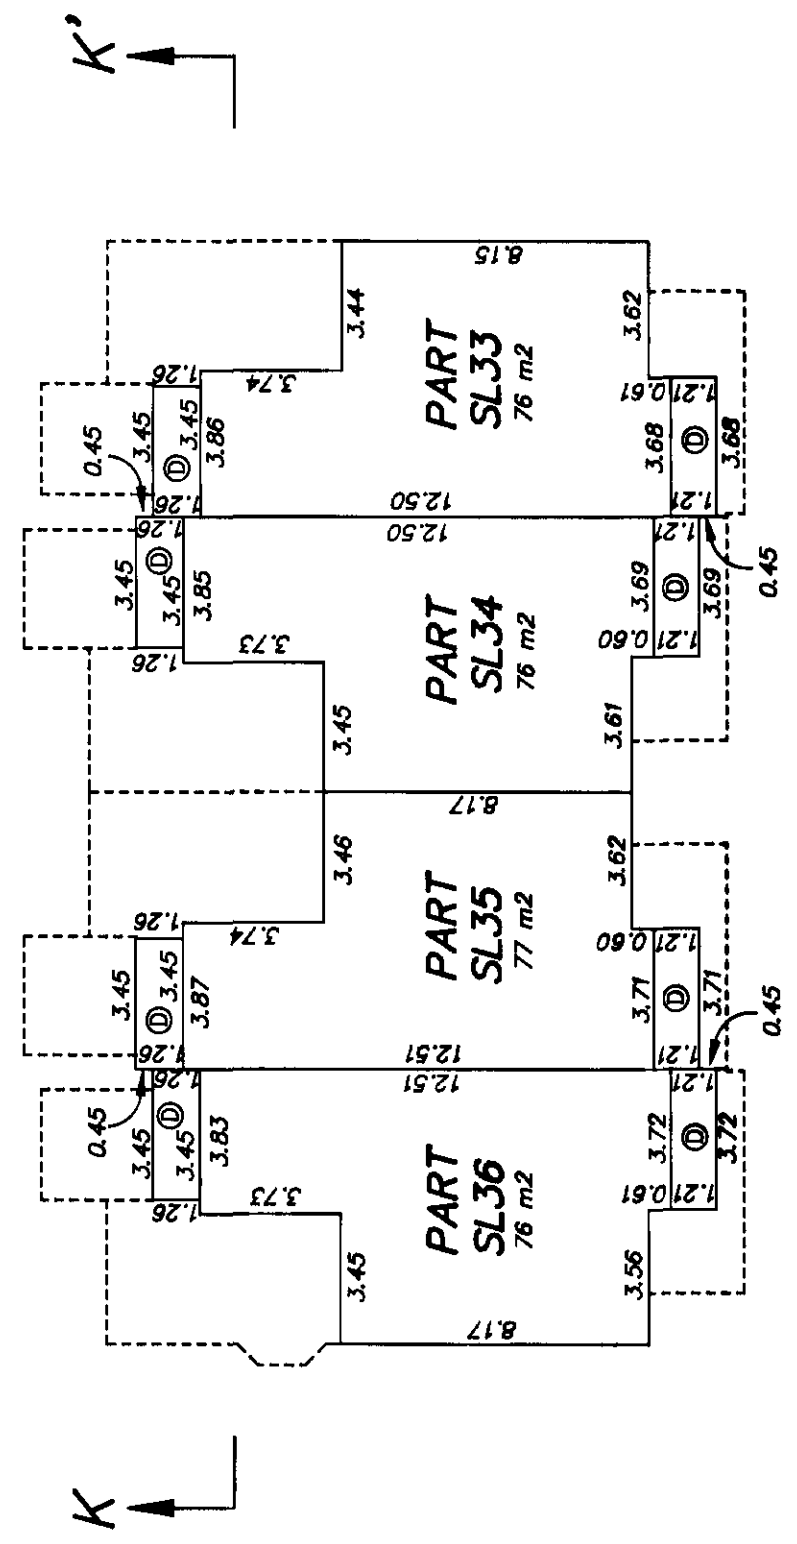 K'
8.15
3.44
3.62
PART
SL33
76 m2
1.26
3.74
3.45
3.45
1.26
3.86
0.45
0.61
1.21
3.68
D
D
1.21
3.68
12.50
12.50
1.26
3.45
D
3.45
3.85
1.26
3.73
PART
SL34
76 m2
1.21
3.69
D
3.69
0.45
0.60
1.21
3.45
3.61
8.17
3.46
3.62
PART
SL35
77 m2
1.26
3.74
3.45
3.45
D
3.87
1.26
0.60
1.21
3.71
D
3.71
1.21
0.45
12.51
12.51
0.45
1.26
3.45
D
3.45
3.83
1.26
3.73
PART
SL36
76 m2
1.21
3.72
D
3.72
0.61
1.21
3.45
3.56
8.17
K